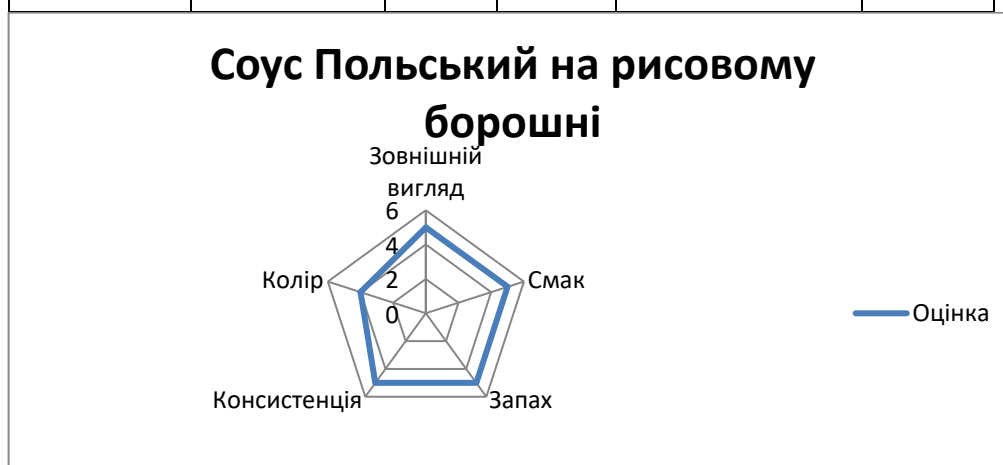 Соус Польський на рисовому
борошні
Зовнішній
вигляд
6
4
2
0
Колір
Смак
Оцінка
Консистенція
Запах